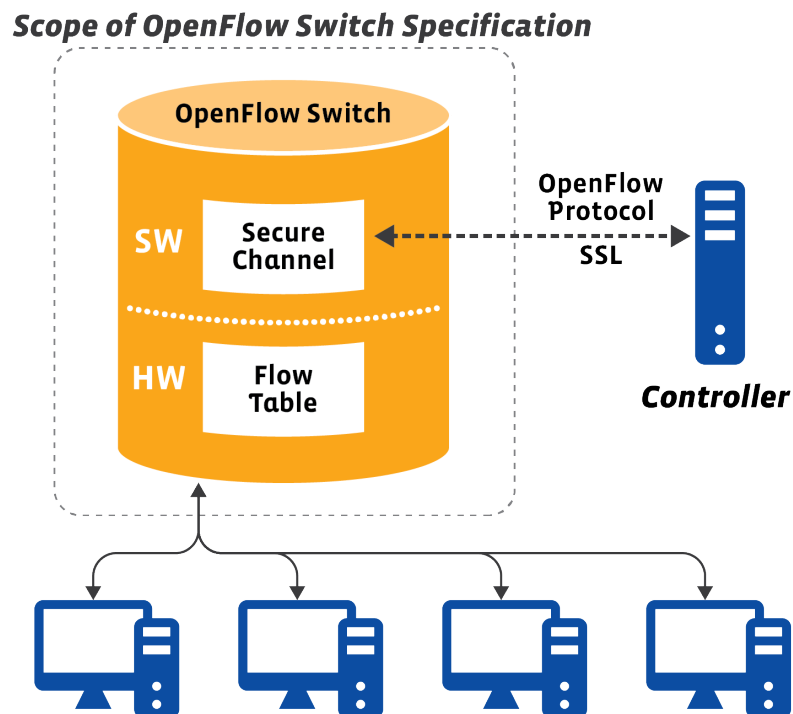 Scope of OpenFlow Switch Specification
OpenFlow Switch
OpenFlow
Protocol
SW
Secure
Channel
SSL
HW
Flow
Table
Controller